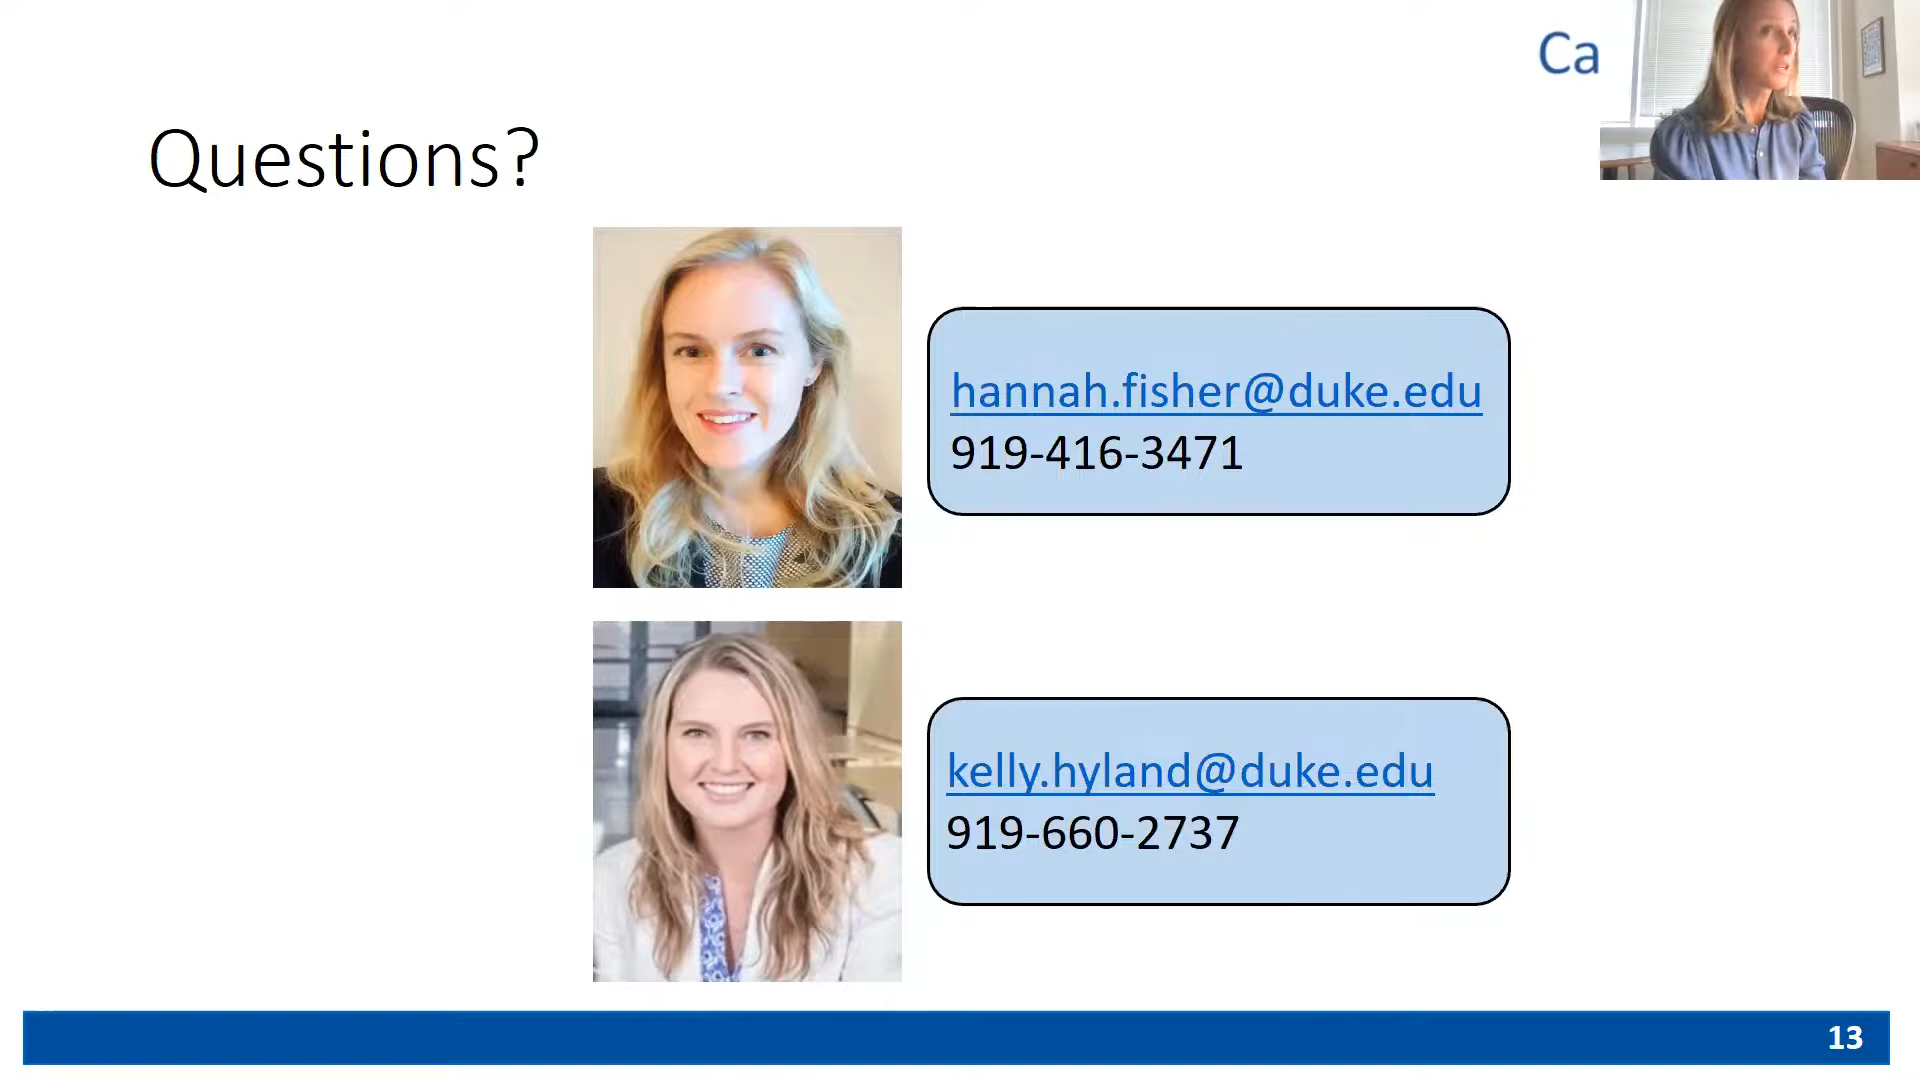 Ca
Questions?
hannah.fisher@duke.edu
919-416-3471
kelly.hyland@duke.edu
919-660-2737
13